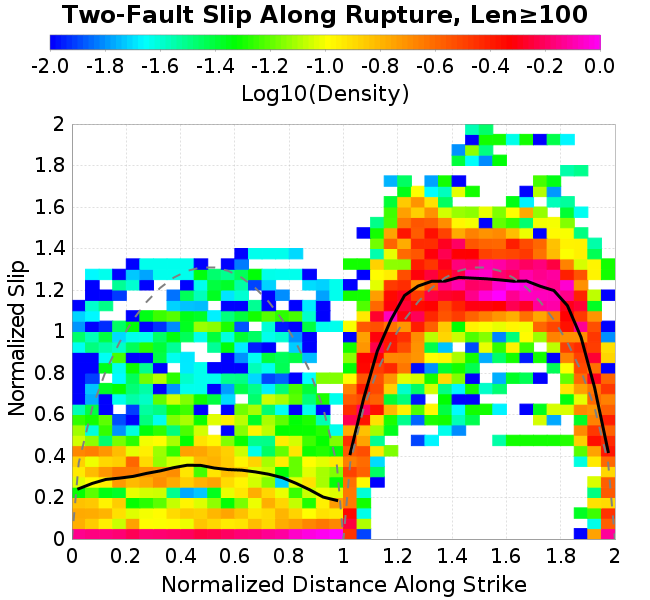 Two-Fault Slip Along Rupture, Len≥100
-2.0 -1.8 -1.6 -1.4 -1.2 -1.0 -0.8 -0.6 -0.4 -0.2 0.0
Log10(Density)
Normalized Slip
2
1.8
1.6
1.4
1.2
1
0.8
0.6
0.4
0.2
0
0 0.2 0.4 0.6 0.8 1 1.2 1.4 1.6 1.8 2
Normalized Distance Along Strike